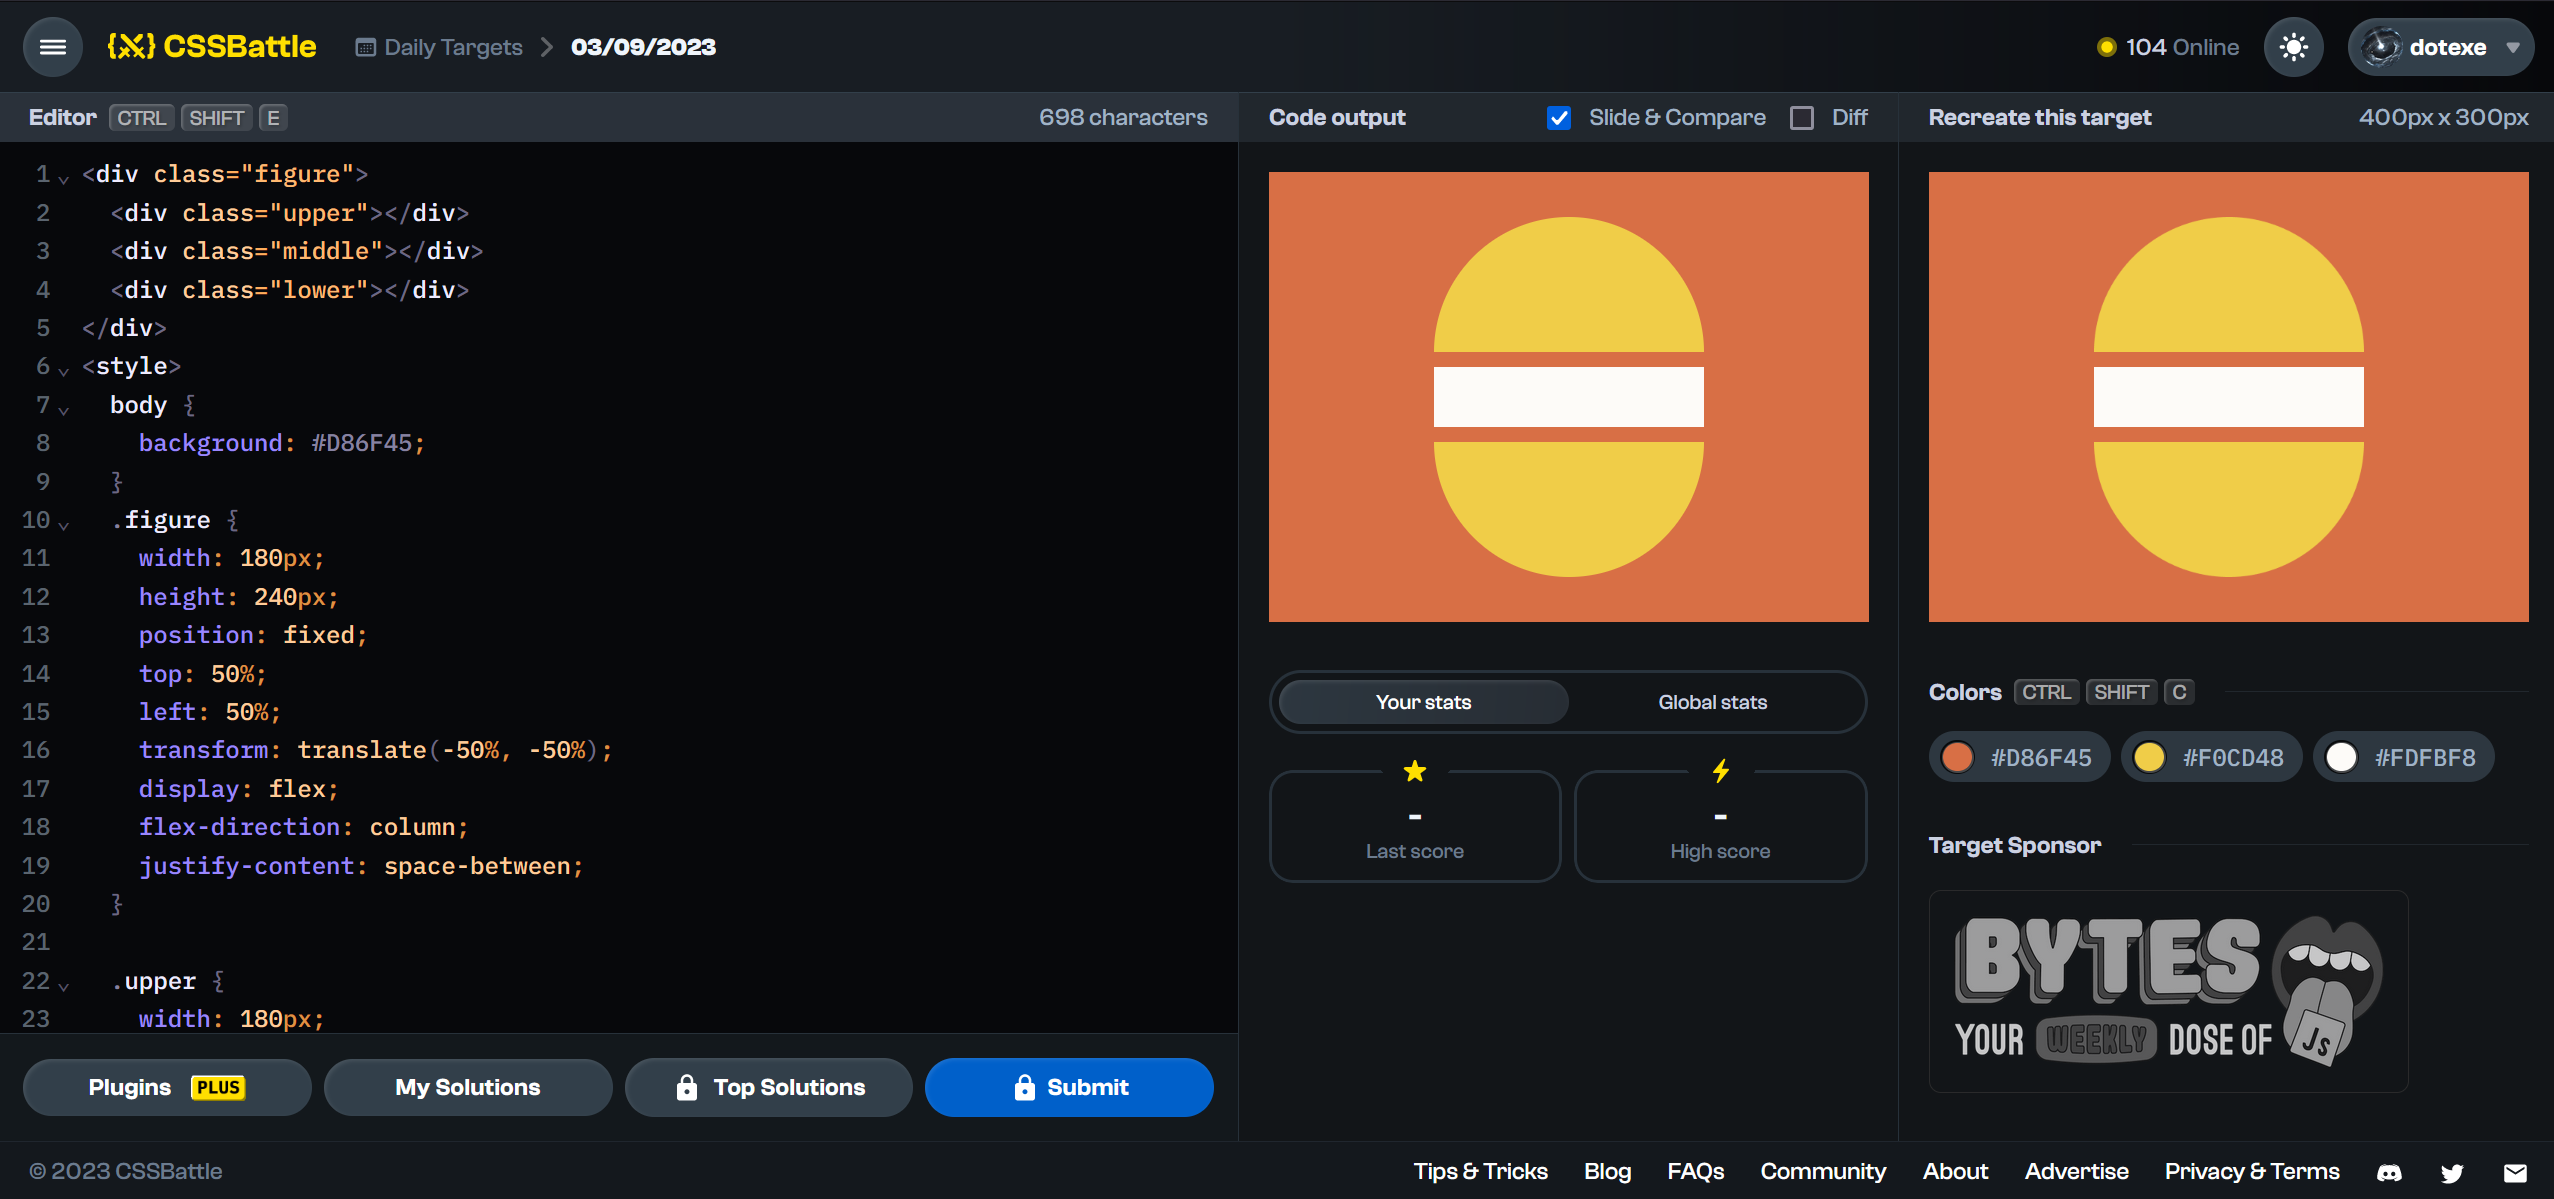 {X} CSSBattle
Daily Targets > 03/09/2023
104 Online
dotexe
Editor CTRL SHIFT E
698 characters
1 <div class="figure">
2 <div class="upper"></div>
3 <div class="middle"></div>
4 <div class="lower"></div>
5 </div>
6 <style>
7 body {
8 background: #D86F45;
9 }
10 .figure {
11 width: 180px;
12 height: 240px;
13 position: fixed;
14 top: 50%;
15 left: 50%;
16 transform: translate(-50%, -50%);
17 display: flex;
18 flex-direction: column;
19 justify-content: space-between;
20 }
21
22 .upper {
23 width: 180px;
Plugins PLUS
My Solutions
Top Solutions
Submit
Code output
Slide & Compare
Diff
Your stats
Global stats
-
Last score
-
High score
Recreate this target
400px x 300px
Colors CTRL SHIFT C
#D86F45
#F0CD48
#FDFBF8
Target Sponsor
BYTES
YOUR WEEKLY DOSE OF JS
© 2023 CSSBattle
Tips & Tricks
Blog
FAQs
Community
About
Advertise
Privacy & Terms